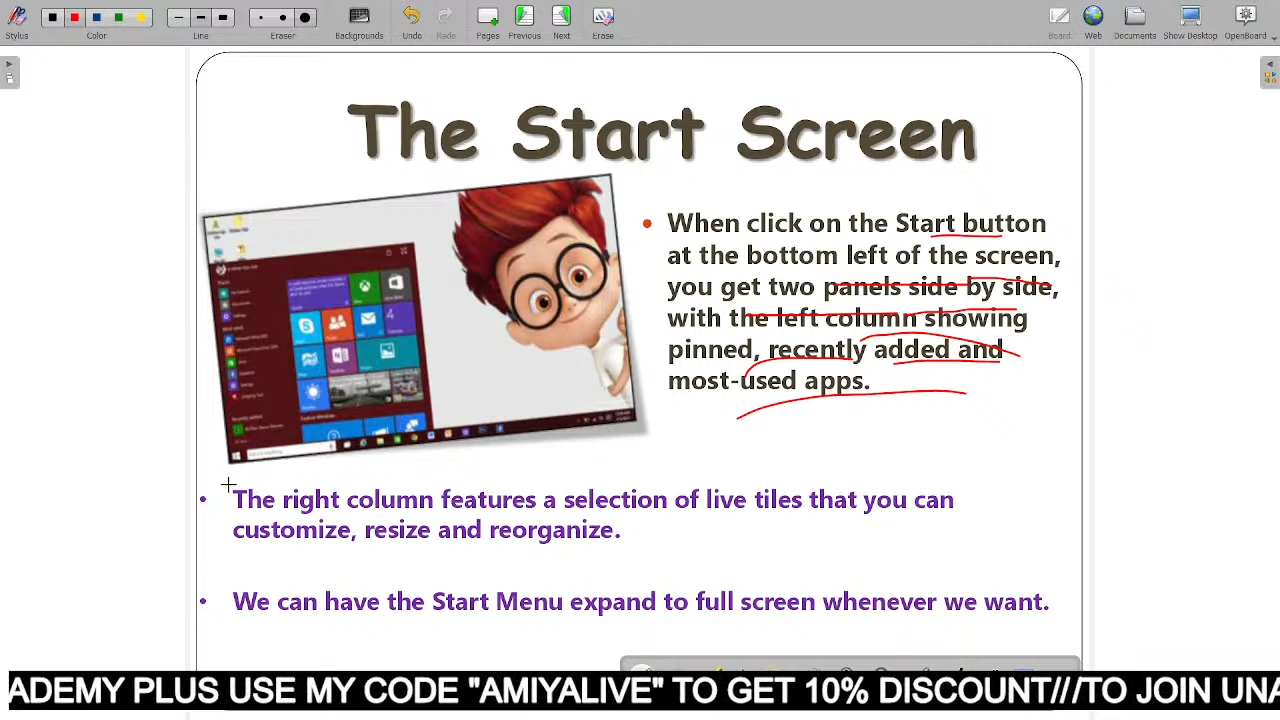 Stylus
Color
Line
Eraser
Backgrounds
Undo
Redo
Pages
Previous
Next
Erase
Board
Web
Documents
Show Desktop
OpenBoard
The Start Screen
• When click on the Start button
at the bottom left of the screen,
you get two panels side by side,
with the left column showing
pinned, recently added and
most-used apps.
• The right column features a selection of live tiles that you can
customize, resize and reorganize.
• We can have the Start Menu expand to full screen whenever we want.
ADEMY PLUS USE MY CODE "AMIYALIVE" TO GET 10% DISCOUNT///TO JOIN UNA